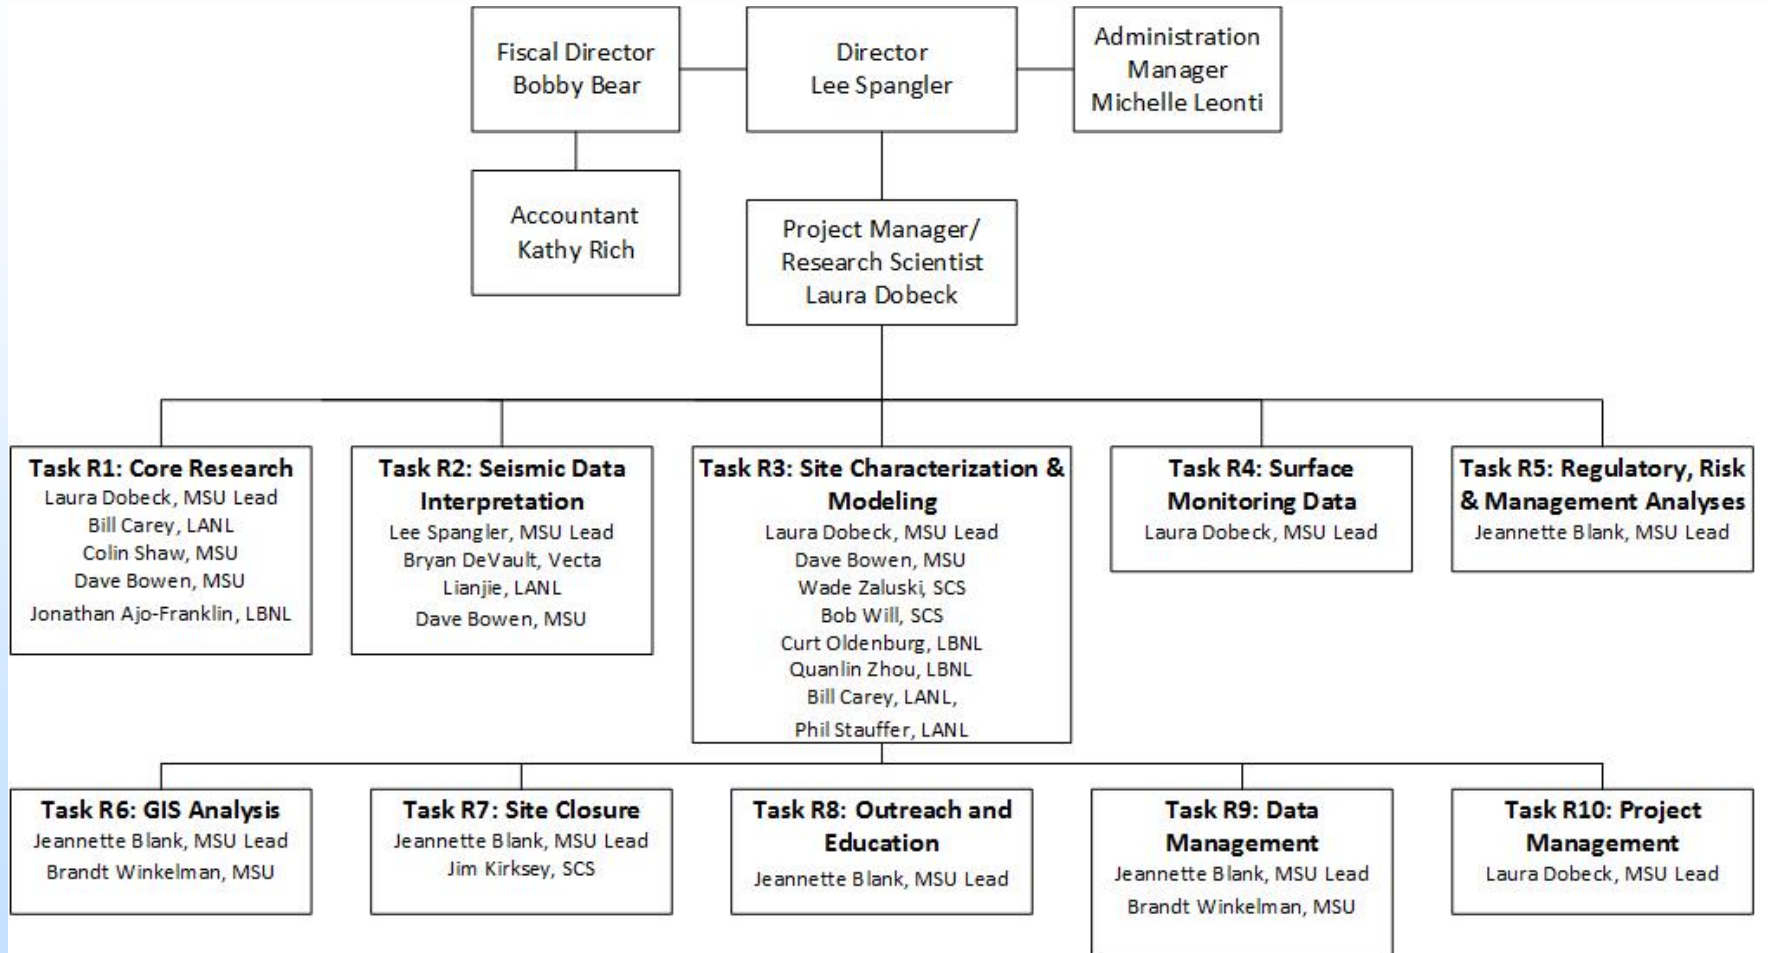 Fiscal Director
Bobby Bear
Director
Lee Spangler
Administration
Manager
Michelle Leonti
Accountant
Kathy Rich
Project Manager/
Research Scientist
Laura Dobeck
Task R1: Core Research
Laura Dobeck, MSU Lead
Bill Carey, LANL
Colin Shaw, MSU
Dave Bowen, MSU
Jonathan Ajo-Franklin, LBNL
Task R2: Seismic Data
Interpretation
Lee Spangler, MSU Lead
Bryan DeVault, Vecta
Lianjie, LANL
Dave Bowen, MSU
Task R3: Site Characterization &
Modeling
Laura Dobeck, MSU Lead
Dave Bowen, MSU
Wade Zaluski, SCS
Bob Will, SCS
Curt Oldenburg, LBNL
Quanlin Zhou, LBNL
Bill Carey, LANL,
Phil Stauffer, LANL
Task R4: Surface
Monitoring Data
Laura Dobeck, MSU Lead
Task R5: Regulatory, Risk
& Management Analyses
Jeannette Blank, MSU Lead
Task R6: GIS Analysis
Jeannette Blank, MSU Lead
Brandt Winkelman, MSU
Task R7: Site Closure
Jeannette Blank, MSU Lead
Jim Kirksey, SCS
Task R8: Outreach and
Education
Jeannette Blank, MSU Lead
Task R9: Data
Management
Jeannette Blank, MSU Lead
Brandt Winkelman, MSU
Task R10: Project
Management
Laura Dobeck, MSU Lead